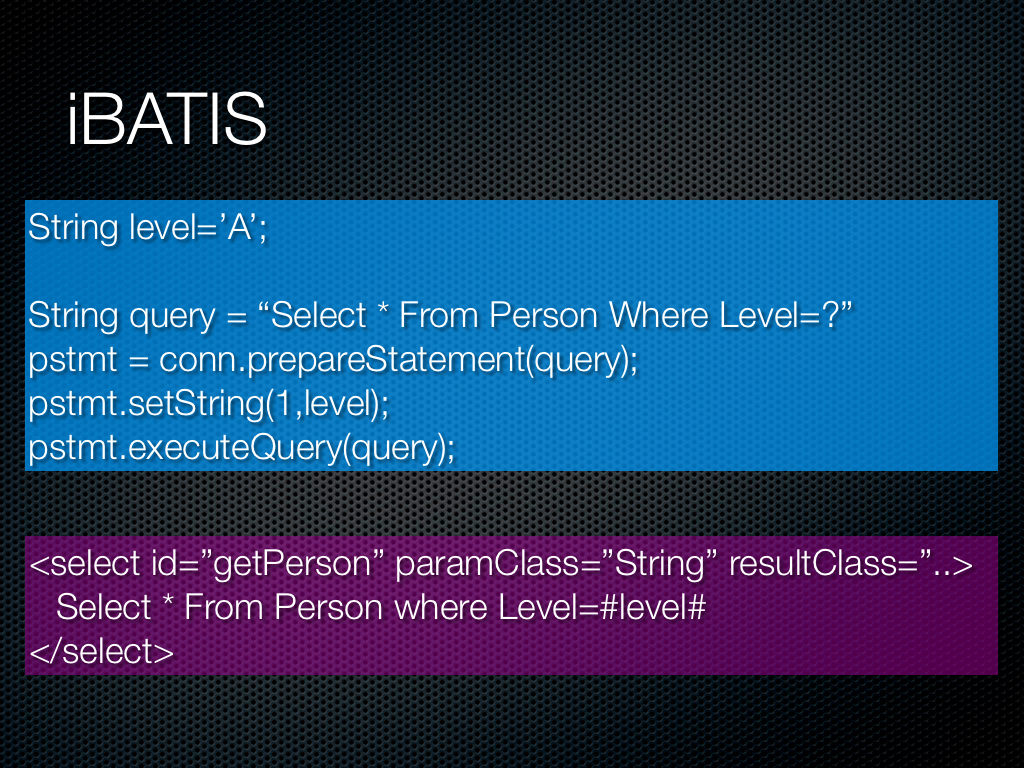 iBATIS
String level=’A’;
String query = “Select * From Person Where Level=?”
pstmt = conn.prepareStatement(query);
pstmt.setString(1,level);
pstmt.executeQuery(query);
<select id=”getPerson” paramClass=”String” resultClass=”..>
Select * From Person where Level=#level#
</select>